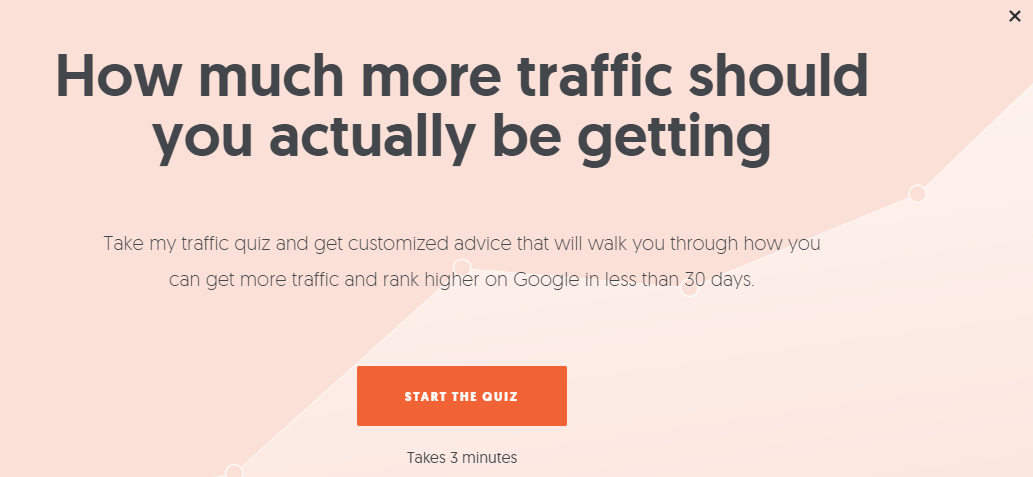 How much more traffic should
you actually be getting
Take my traffic quiz and get customized advice that will walk you through how you
can get more traffic and rank higher on Google in less than 30 days.
START THE QUIZ
Takes 3 minutes